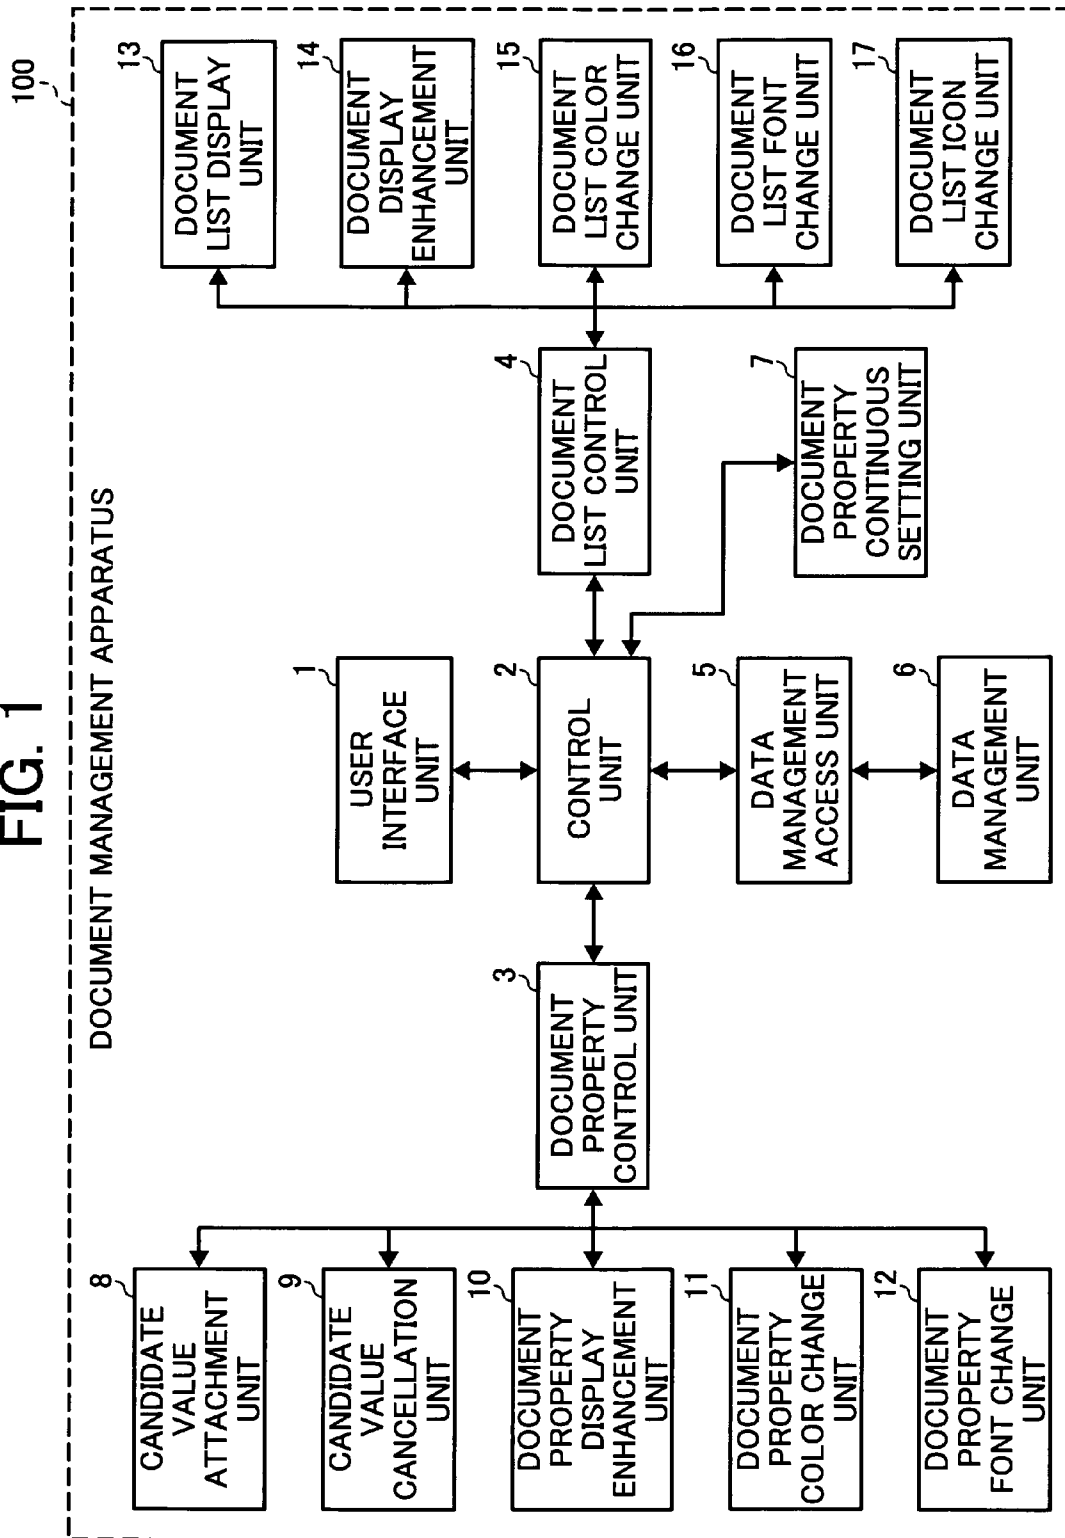 FIG. 1
100
DOCUMENT MANAGEMENT APPARATUS
8
CANDIDATE
VALUE
ATTACHMENT
UNIT
9
CANDIDATE
VALUE
CANCELLATION
UNIT
10
DOCUMENT
PROPERTY
DISPLAY
ENHANCEMENT
UNIT
11
DOCUMENT
PROPERTY
COLOR CHANGE
UNIT
12
DOCUMENT
PROPERTY
FONT CHANGE
UNIT
3
DOCUMENT
PROPERTY
CONTROL UNIT
1
USER
INTERFACE
UNIT
2
CONTROL
UNIT
5
DATA
MANAGEMENT
ACCESS UNIT
6
DATA
MANAGEMENT
UNIT
4
DOCUMENT
LIST CONTROL
UNIT
7
DOCUMENT
PROPERTY
CONTINUOUS
SETTING UNIT
13
DOCUMENT
LIST DISPLAY
UNIT
14
DOCUMENT
DISPLAY
ENHANCEMENT
UNIT
15
DOCUMENT
LIST COLOR
CHANGE UNIT
16
DOCUMENT
LIST FONT
CHANGE UNIT
17
DOCUMENT
LIST ICON
CHANGE UNIT